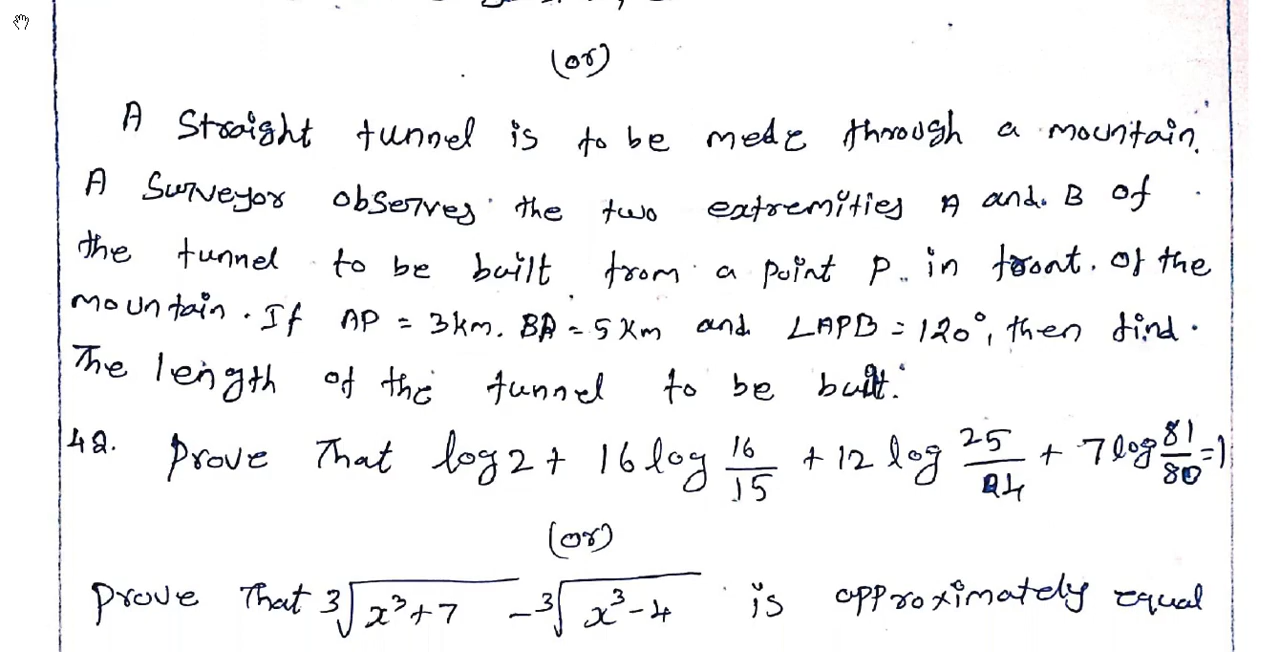 (or)
A Straight tunnel is to be mede through a mountain.
A Surveyor observes the two extremities A and B of
the tunnel to be built from a point P in front of the
mountain. If AP = 3km. BP = 5 Km and ∠APB = 120°, then find
The length of the tunnel to be built.
42. Prove That log 2 + 16 log 16/15 + 12 log 25/24 + 7 log 81/80 = 1
(or)
Prove That ∛(x³+7) - ∛(x³-4) is approximately equal